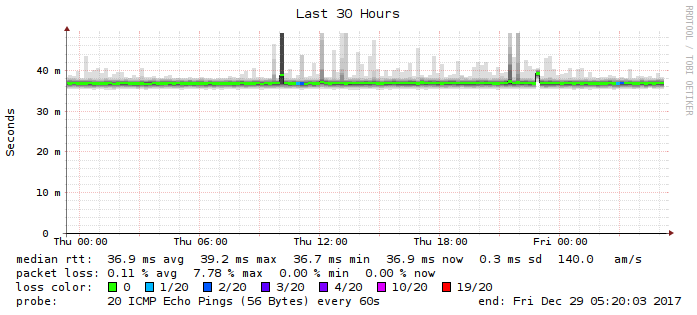 Last 30 Hours
RRDTOOL / TOBI OETIKER
Seconds
40 m
30 m
20 m
10 m
0
Thu 00:00 Thu 06:00 Thu 12:00 Thu 18:00 Fri 00:00
median rtt: 36.9 ms avg 39.2 ms max 36.7 ms min 36.9 ms now 0.3 ms sd 140.0 am/s
packet loss: 0.11 % avg 7.78 % max 0.00 % min 0.00 % now
loss color: 0 1/20 2/20 3/20 4/20 10/20 19/20
probe: 20 ICMP Echo Pings (56 Bytes) every 60s end: Fri Dec 29 05:20:03 2017